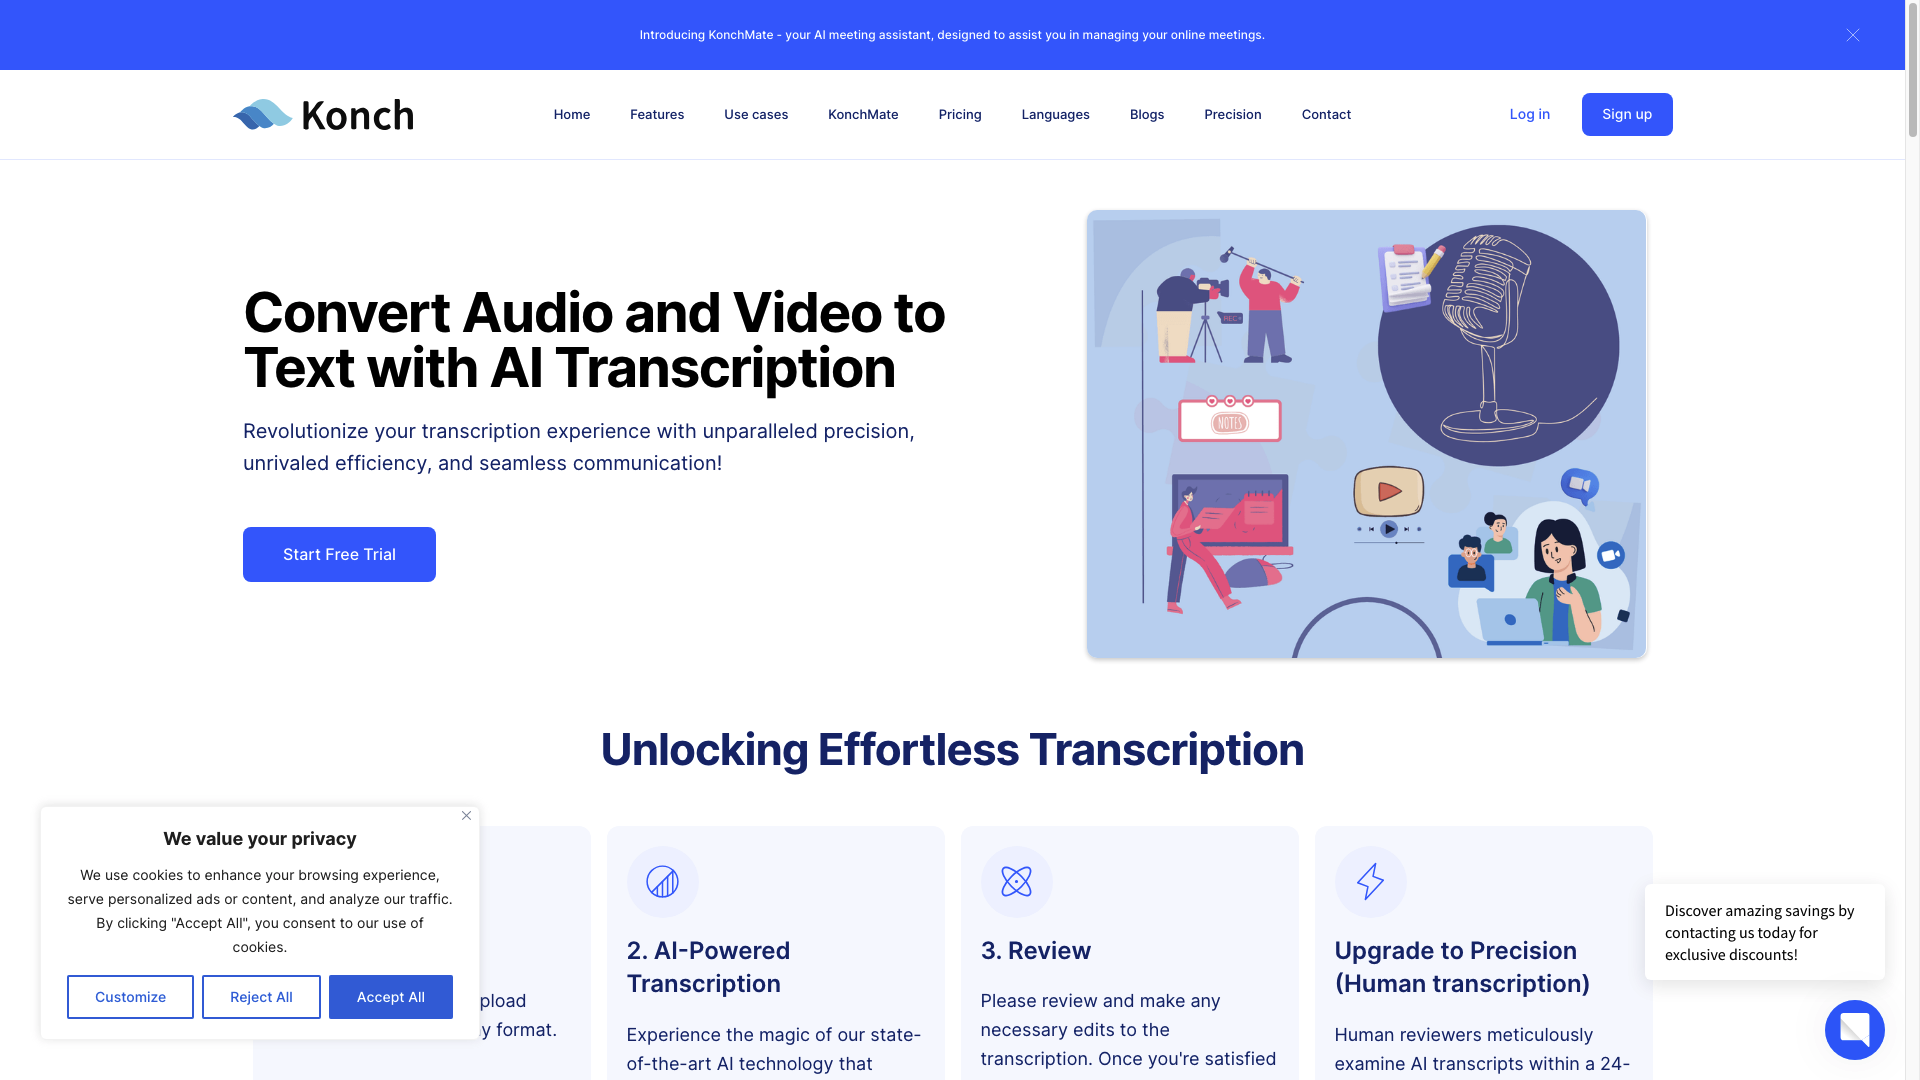 Introducing KonchMate - your AI meeting assistant, designed to assist you in managing your online meetings.
Konch
Home
Features
Use cases
KonchMate
Pricing
Languages
Blogs
Precision
Contact
Log in
Sign up
Convert Audio and Video to
Text with AI Transcription
Revolutionize your transcription experience with unparalleled precision,
unrivaled efficiency, and seamless communication!
Start Free Trial
REC
NOTES
Unlocking Effortless Transcription
We value your privacy
We use cookies to enhance your browsing experience,
serve personalized ads or content, and analyze our traffic.
By clicking "Accept All", you consent to our use of
cookies.
Customize
Reject All
Accept All
pload
y format.
2. AI-Powered
Transcription
Experience the magic of our state-
of-the-art AI technology that
3. Review
Please review and make any
necessary edits to the
transcription. Once you're satisfied
Upgrade to Precision
(Human transcription)
Human reviewers meticulously
examine AI transcripts within a 24-
Discover amazing savings by
contacting us today for
exclusive discounts!